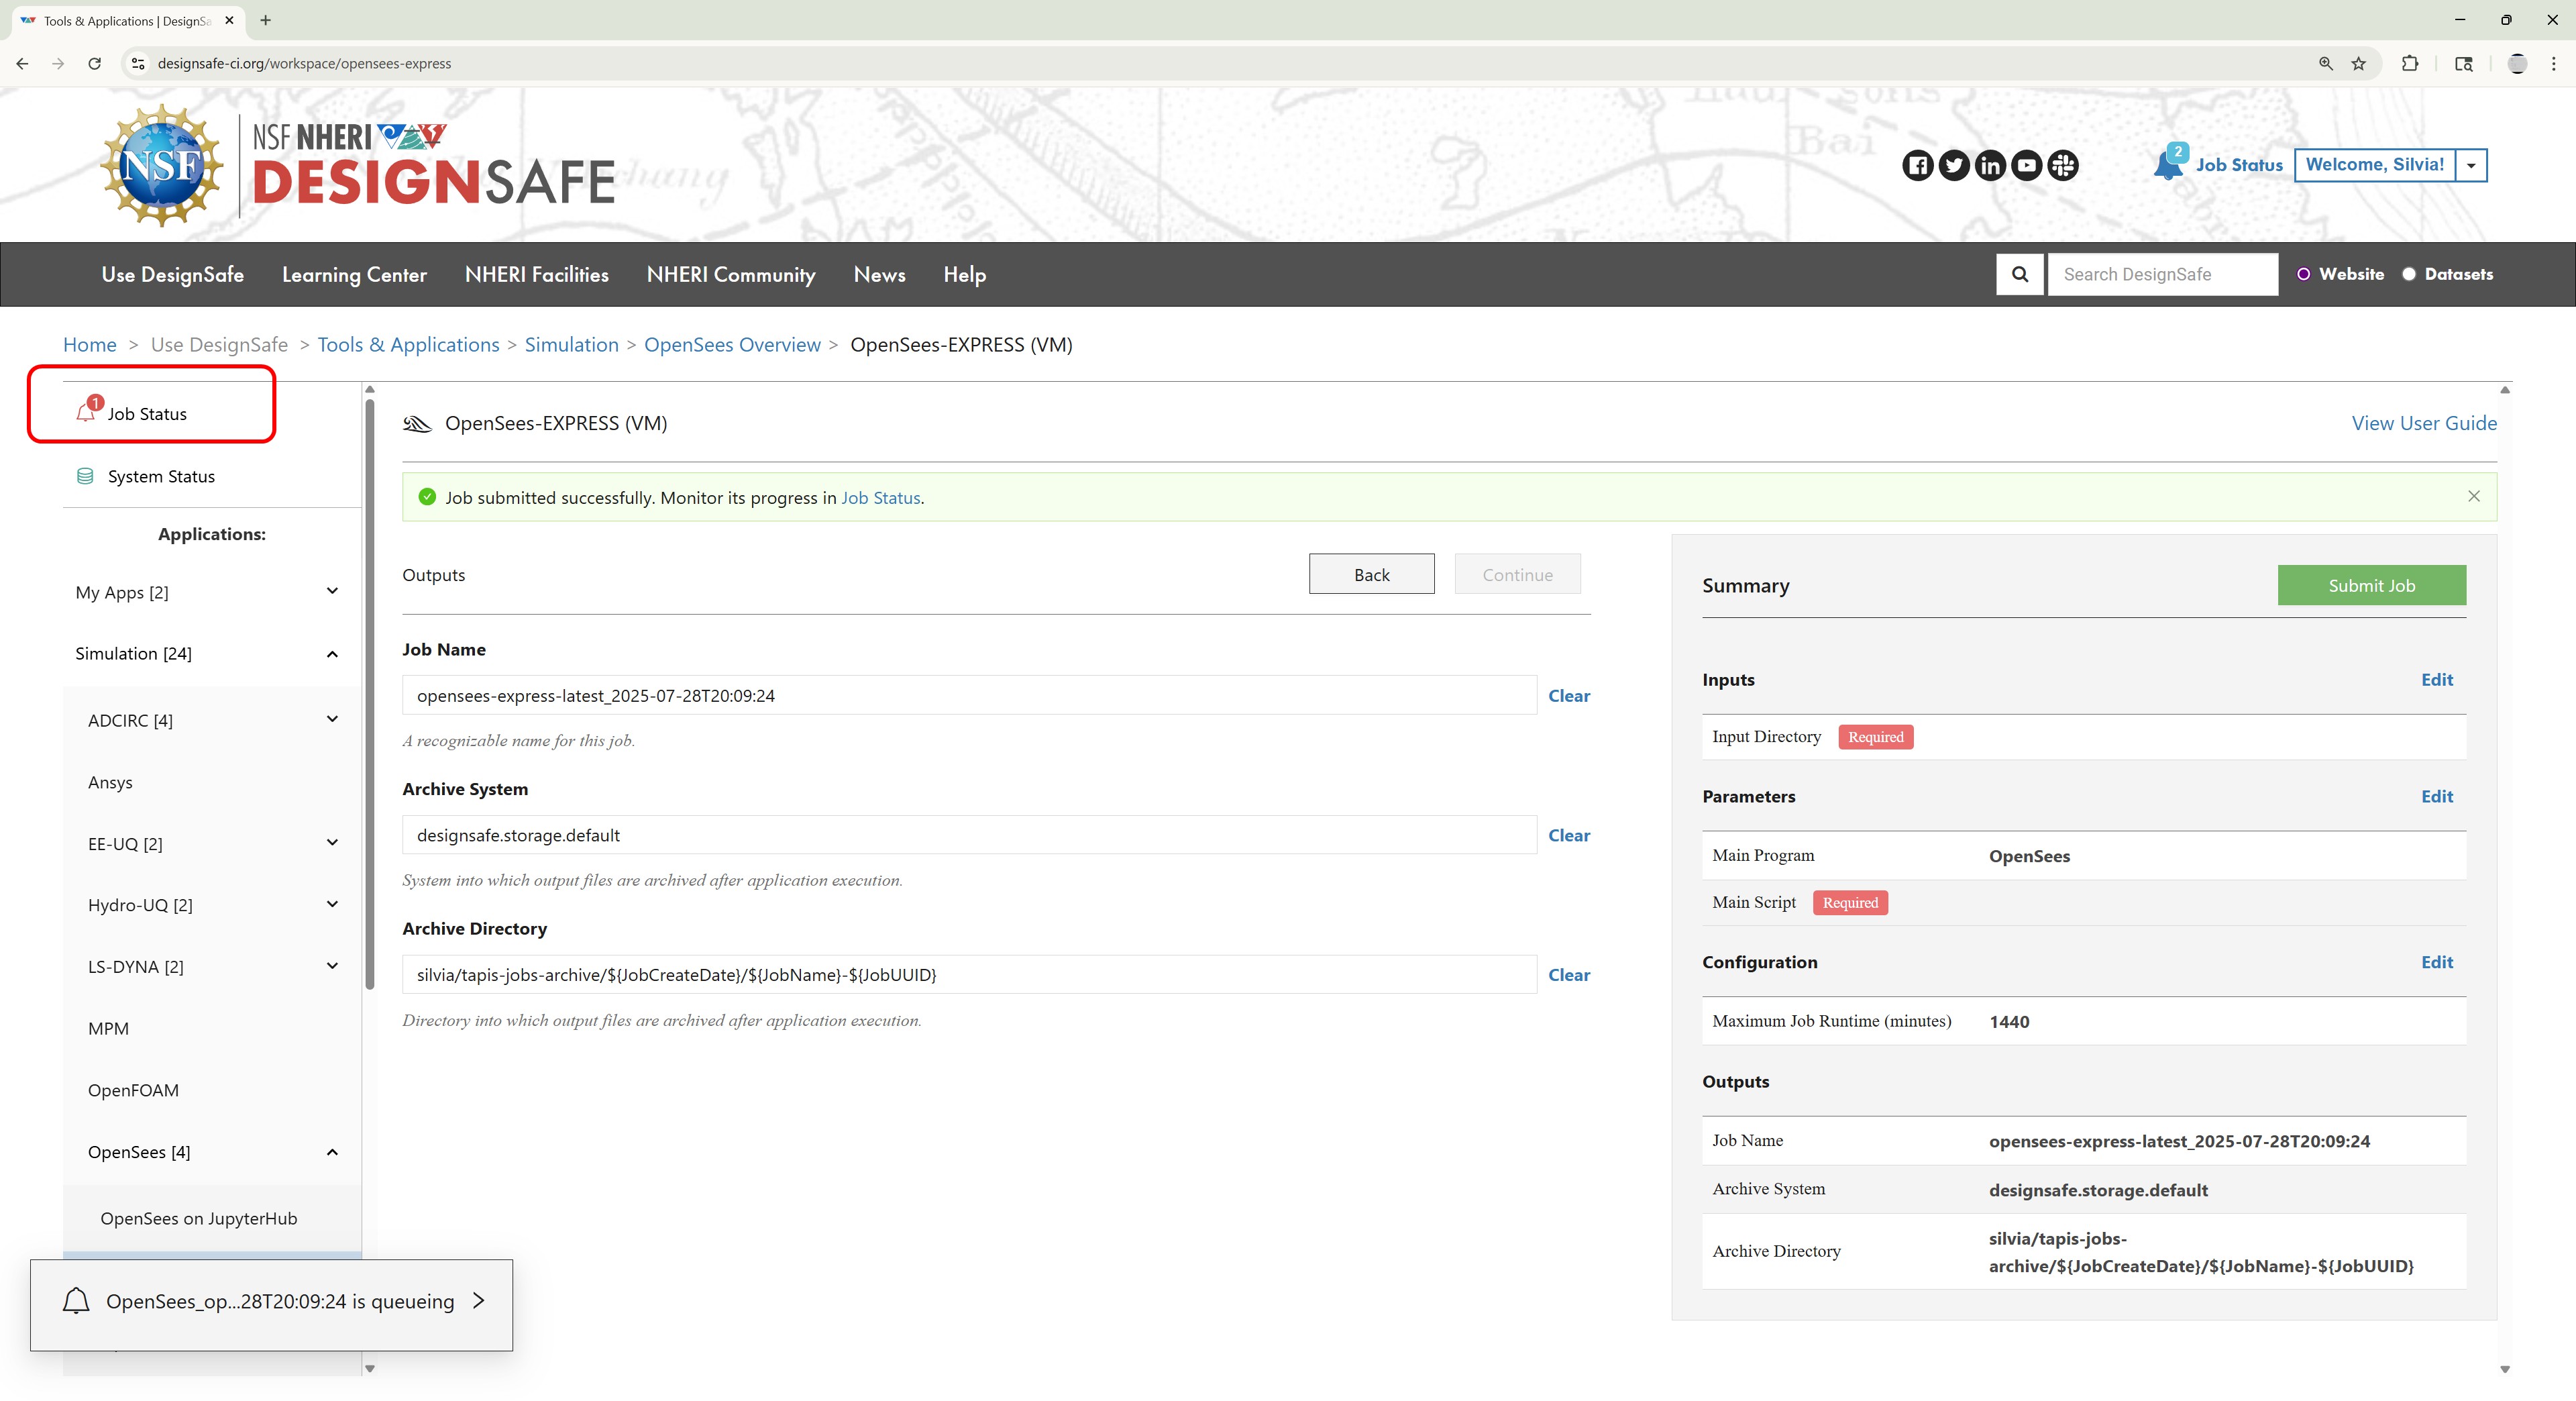 Tools & Applications | DesignSa
designsafe-ci.org/workspace/opensees-express
NSF
NSF NHERI
DESIGNSAFE
2
Job Status
Welcome, Silvia!
Use DesignSafe
Learning Center
NHERI Facilities
NHERI Community
News
Help
Search DesignSafe
Website
Datasets
Home > Use DesignSafe > Tools & Applications > Simulation > OpenSees Overview > OpenSees-EXPRESS (VM)
1
Job Status
System Status
Applications:
My Apps [2]
Simulation [24]
ADCIRC [4]
Ansys
EE-UQ [2]
Hydro-UQ [2]
LS-DYNA [2]
MPM
OpenFOAM
OpenSees [4]
OpenSees on JupyterHub
OpenSees_op...28T20:09:24 is queueing
OpenSees-EXPRESS (VM)
View User Guide
Job submitted successfully. Monitor its progress in Job Status.
Outputs
Back
Continue
Job Name
opensees-express-latest_2025-07-28T20:09:24
Clear
A recognizable name for this job.
Archive System
designsafe.storage.default
Clear
System into which output files are archived after application execution.
Archive Directory
silvia/tapis-jobs-archive/${JobCreateDate}/${JobName}-${JobUUID}
Clear
Directory into which output files are archived after application execution.
Summary
Submit Job
Inputs
Edit
Input Directory Required
Parameters
Edit
Main Program OpenSees
Main Script Required
Configuration
Edit
Maximum Job Runtime (minutes) 1440
Outputs
Job Name opensees-express-latest_2025-07-28T20:09:24
Archive System designsafe.storage.default
Archive Directory silvia/tapis-jobs-
archive/${JobCreateDate}/${JobName}-${JobUUID}